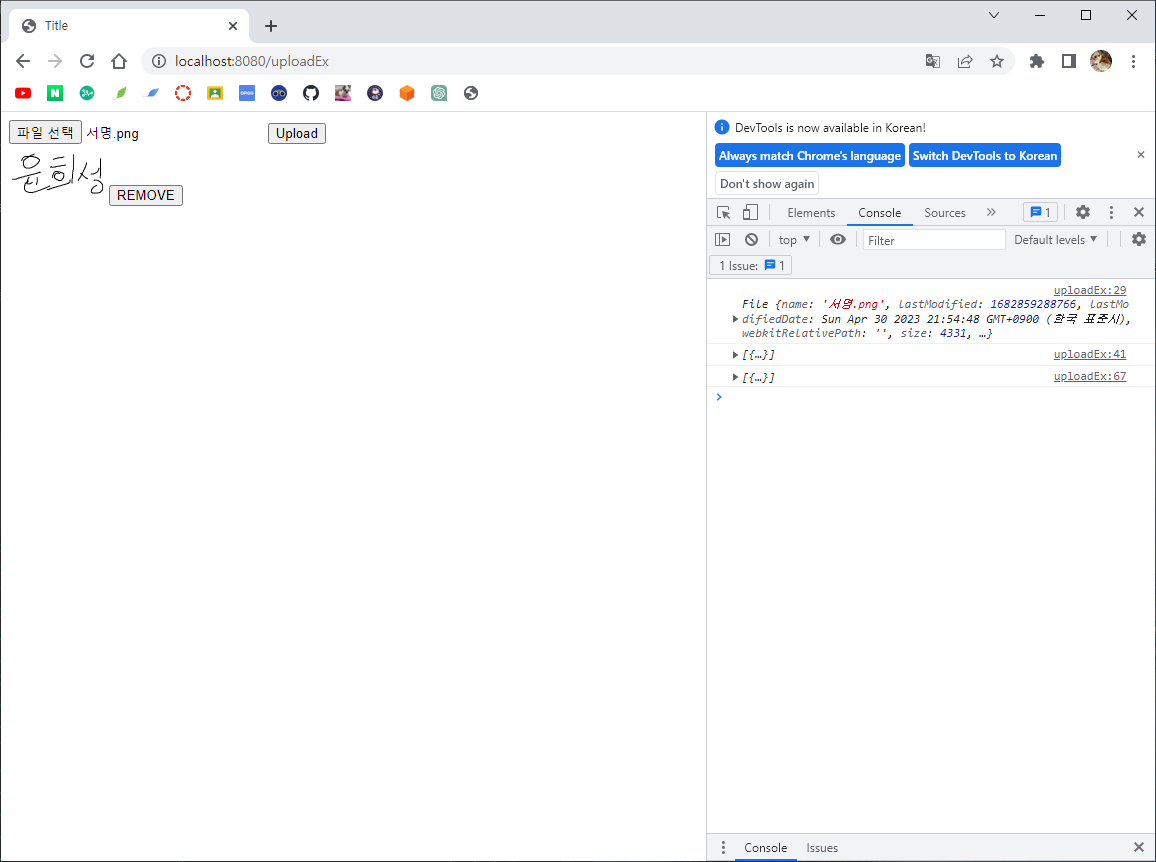 Title
localhost:8080/uploadEx
파일 선택 서명.png Upload
윤희성 REMOVE
DevTools is now available in Korean!
Always match Chrome's language Switch DevTools to Korean
Don't show again
Elements Console Sources » 1
top ▼ Filter Default levels ▼
1 Issue: 1
uploadEx:29
File {name: '서명.png', lastModified: 1682859288766, lastMo
difiedDate: Sun Apr 30 2023 21:54:48 GMT+0900 (한국 표준시),
webkitRelativePath: '', size: 4331, …}
[{…}] uploadEx:41
[{…}] uploadEx:67
Console Issues